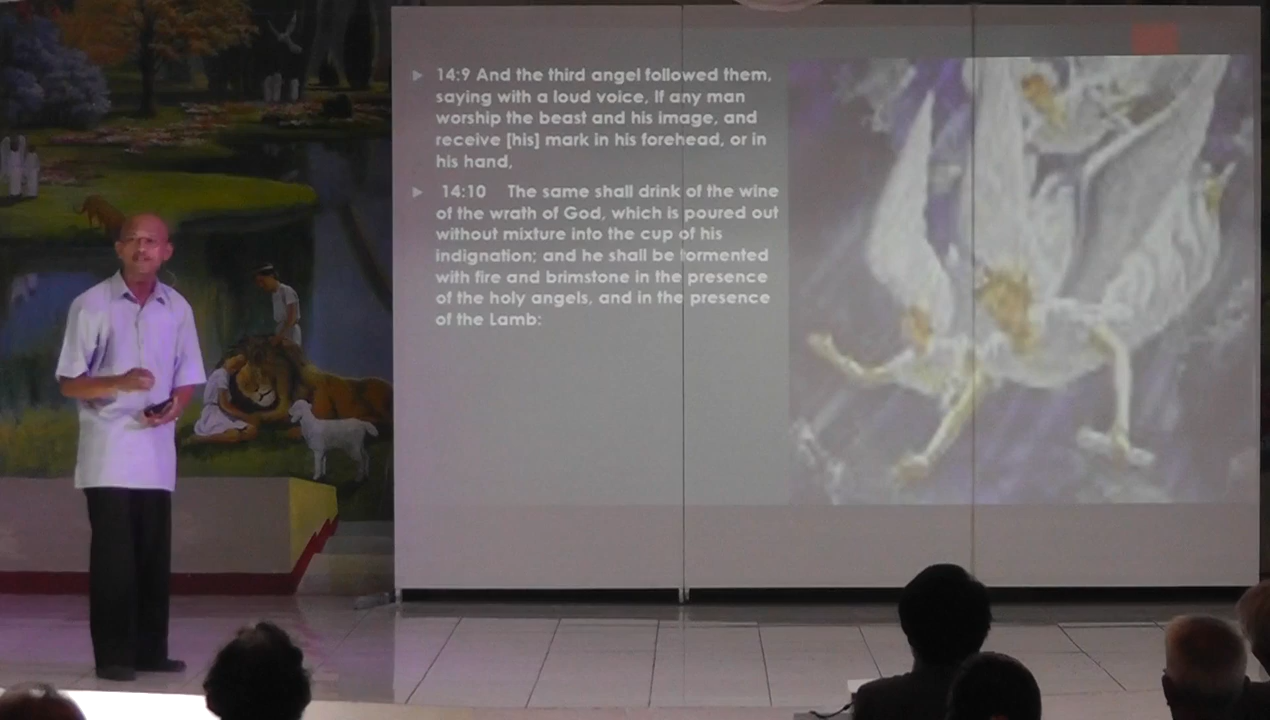 14:9 And the third angel followed them,
saying with a loud voice, If any man
worship the beast and his image, and
receive [his] mark in his forehead, or in
his hand,
14:10 The same shall drink of the wine
of the wrath of God, which is poured out
without mixture into the cup of his
indignation; and he shall be tormented
with fire and brimstone in the presence
of the holy angels, and in the presence
of the Lamb: